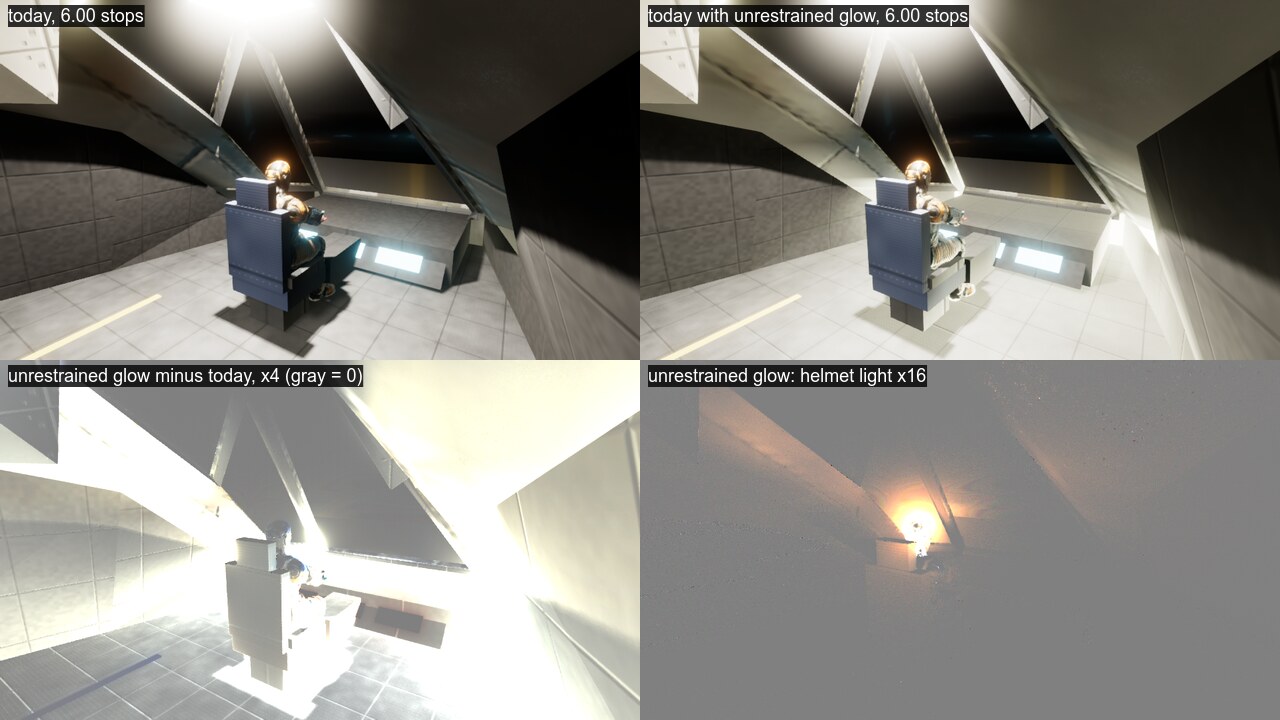 today, 6.00 stops
today with unrestrained glow, 6.00 stops
unrestrained glow minus today, x4 (gray = 0)
unrestrained glow: helmet light x16